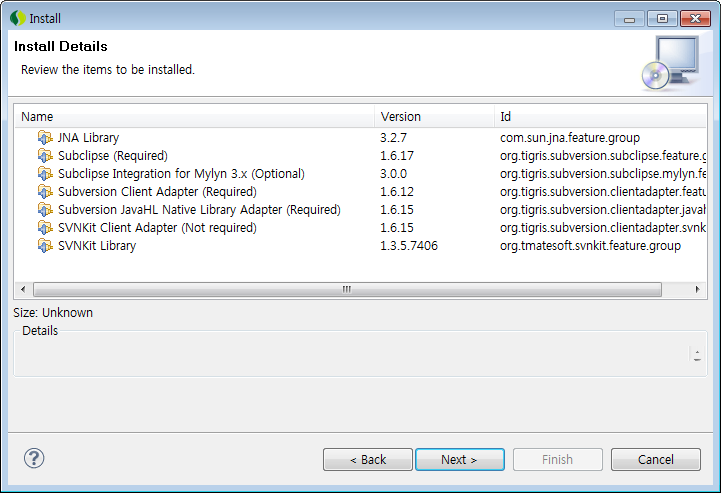 Install
Install Details
Review the items to be installed.
Name Version Id
JNA Library 3.2.7 com.sun.jna.feature.group
Subclipse (Required) 1.6.17 org.tigris.subversion.subclipse.feature.g
Subclipse Integration for Mylyn 3.x (Optional) 3.0.0 org.tigris.subversion.subclipse.mylyn.fe
Subversion Client Adapter (Required) 1.6.12 org.tigris.subversion.clientadapter.featu
Subversion JavaHL Native Library Adapter (Required) 1.6.15 org.tigris.subversion.clientadapter.javah
SVNKit Client Adapter (Not required) 1.6.15 org.tigris.subversion.clientadapter.svnk
SVNKit Library 1.3.5.7406 org.tmatesoft.svnkit.feature.group
Size: Unknown
Details
< Back Next > Finish Cancel